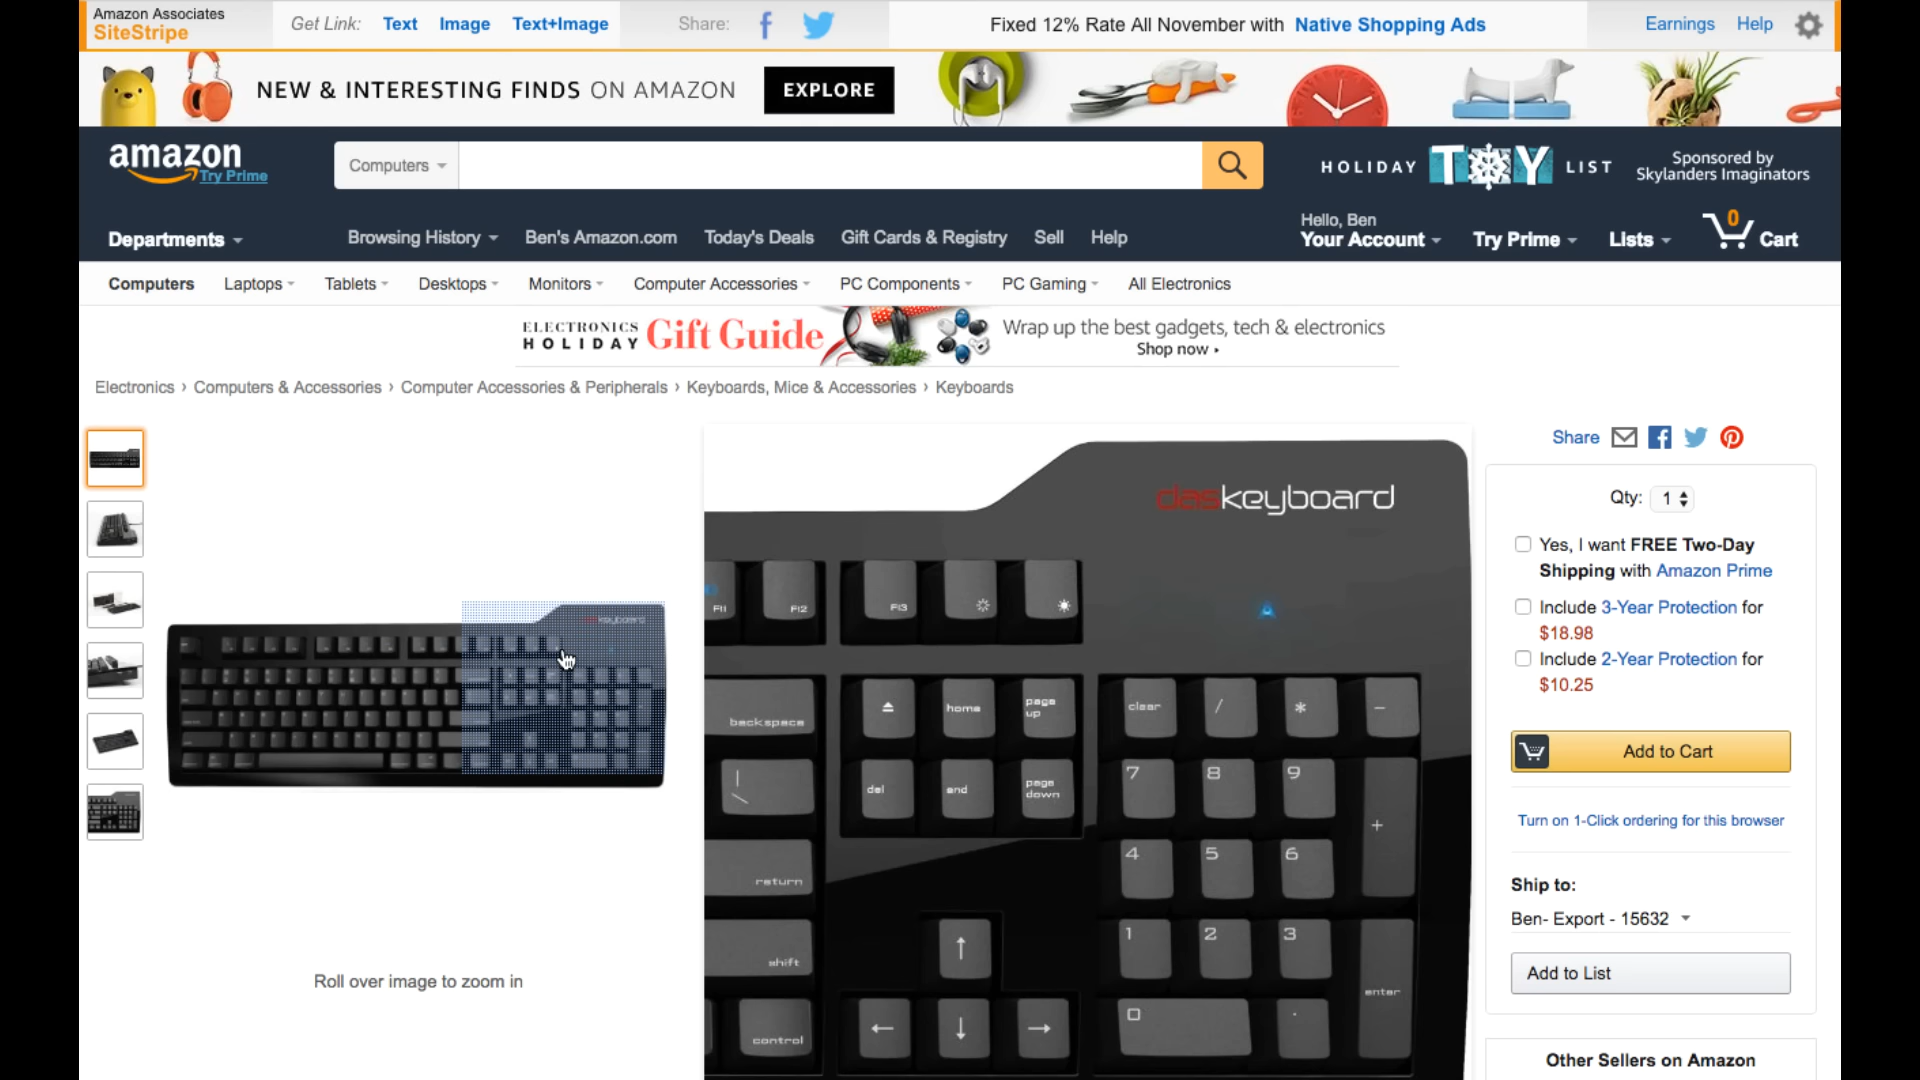 Amazon Associates
SiteStripe
Get Link: Text Image Text+Image
Share:
Fixed 12% Rate All November with Native Shopping Ads
Earnings Help
NEW & INTERESTING FINDS ON AMAZON EXPLORE
amazon
Try Prime
Computers
HOLIDAY TOY LIST
Sponsored by
Skylanders Imaginators
Departments
Browsing History Ben's Amazon.com Today's Deals Gift Cards & Registry Sell Help
Hello, Ben
Your Account
Try Prime
Lists
0
Cart
Computers Laptops Tablets Desktops Monitors Computer Accessories PC Components PC Gaming All Electronics
ELECTRONICS
HOLIDAY
Gift Guide
Wrap up the best gadgets, tech & electronics
Shop now ›
Electronics › Computers & Accessories › Computer Accessories & Peripherals › Keyboards, Mice & Accessories › Keyboards
daskeyboard
F11 F12 F13
backspace home page up clear / * −
| \ del end page down 7 8 9 +
return 4 5 6
shift ↑ 1 2 3 enter
control ← ↓ → 0 .
Roll over image to zoom in
Share
Qty: 1
Yes, I want FREE Two-Day
Shipping with Amazon Prime
Include 3-Year Protection for
$18.98
Include 2-Year Protection for
$10.25
Add to Cart
Turn on 1-Click ordering for this browser
Ship to:
Ben- Export - 15632
Add to List
Other Sellers on Amazon